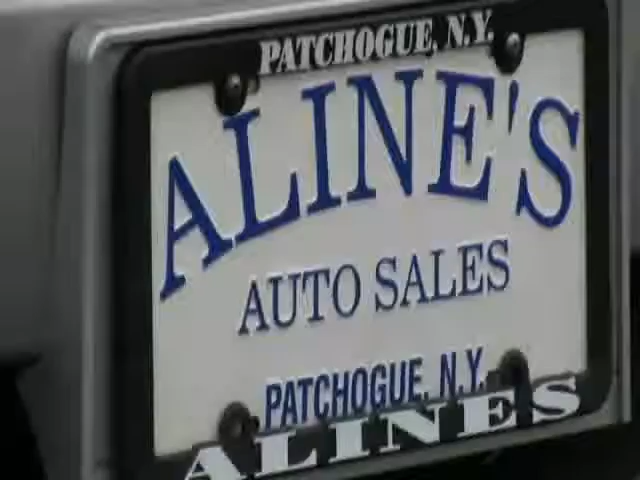 PATCHOGUE, N.Y.
ALINE'S
AUTO SALES
PATCHOGUE, N.Y.
ALINES